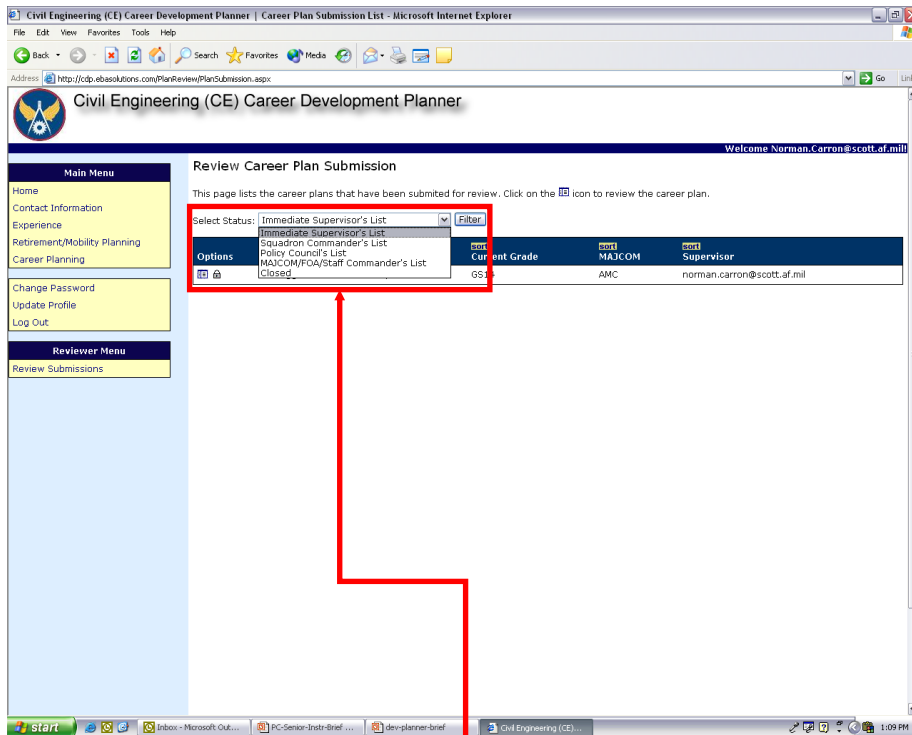 Civil Engineering (CE) Career Development Planner | Career Plan Submission List - Microsoft Internet Explorer
File Edit View Favorites Tools Help
Back Search Favorites Media
Address http://cdp.ebasolutions.com/PlanReview/PlanSubmission.aspx Go
Civil Engineering (CE) Career Development Planner
Welcome Norman.Carron@scott.af.mil!
Main Menu
Home
Contact Information
Experience
Retirement/Mobility Planning
Career Planning
Change Password
Update Profile
Log Out
Reviewer Menu
Review Submissions
Review Career Plan Submission
This page lists the career plans that have been submited for review. Click on the icon to review the career plan.
Select Status: Immediate Supervisor's List Filter
Immediate Supervisor's List
Squadron Commander's List
Policy Council's List
MAJCOM/FOA/Staff Commander's List
Closed
sort sort sort
Options Current Grade MAJCOM Supervisor
AMC norman.carron@scott.af.mil
start Inbox - Microsoft Out... PC-Senior-Instr-Brief ... dev-planner-brief Civil Engineering (CE)... 1:09 PM